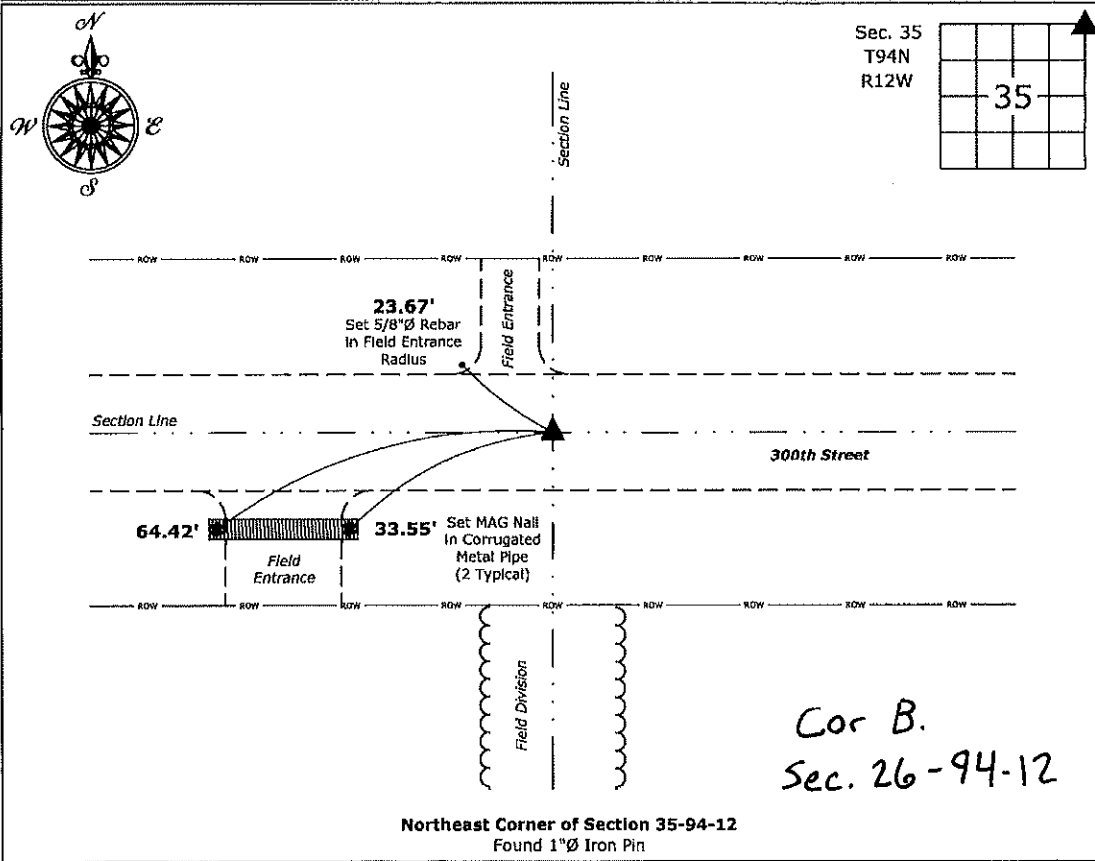 N
W
E
S
Sec. 35
T94N
R12W
35
Section Line
ROW ROW ROW ROW ROW ROW ROW ROW
23.67'
Set 5/8"Ø Rebar
in Field Entrance
Radius
Field Entrance
Section Line
300th Street
64.42'
33.55'
Set MAG Nail
in Corrugated
Metal Pipe
(2 Typical)
Field
Entrance
ROW ROW ROW ROW ROW ROW ROW ROW
Field Division
Cor B.
Sec. 26-94-12
Northeast Corner of Section 35-94-12
Found 1"Ø Iron Pin